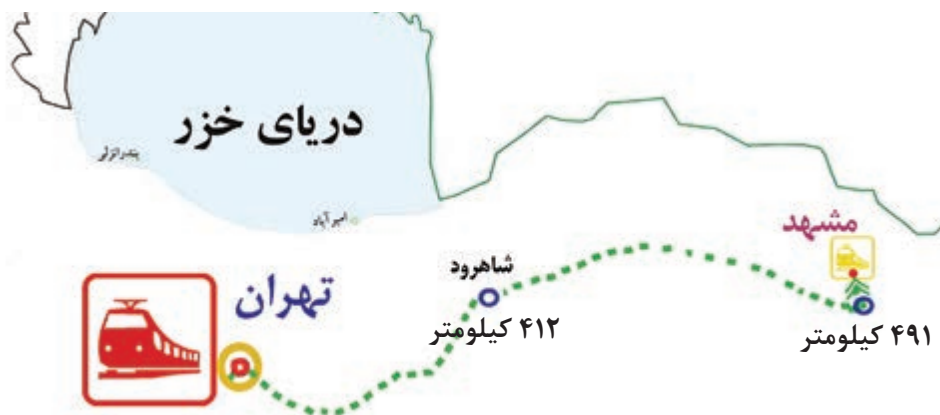 دریای خزر
بندرانزلی
امیرآباد
مشهد
شاهرود
تهران
۴۱۲ کیلومتر
۴۹۱ کیلومتر